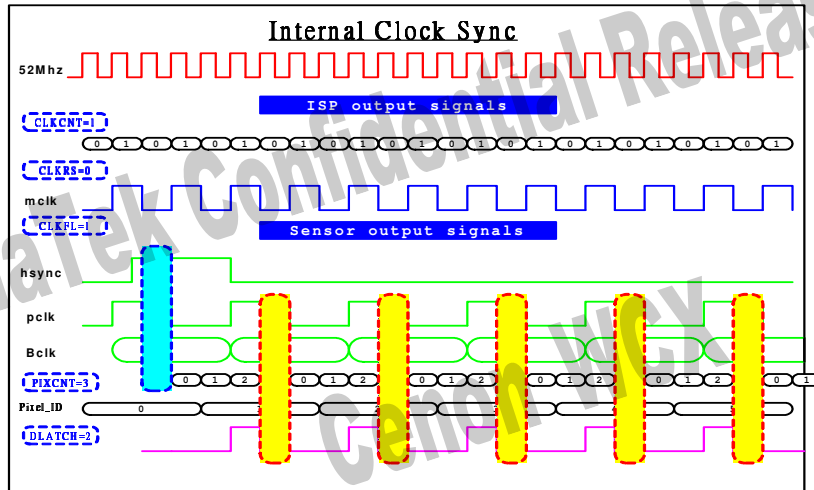 Internal Clock Sync
52Mhz
ISP output signals
CLKCNT=1
0 1 0 1 0 1 0 1 0 1 0 1 0 1 0 1 0 1 0 1 0 1 0 1
CLKRS=0
mclk
CLKFL=1
Sensor output signals
hsync
pclk
Bclk
PIXCNT=3
0 1 2 0 1 2 0 1 2 0 1 2 0 1 2 0 1
Pixel_ID
0
DLATCH=2
aTek Confidential Releas
Cenon WCX